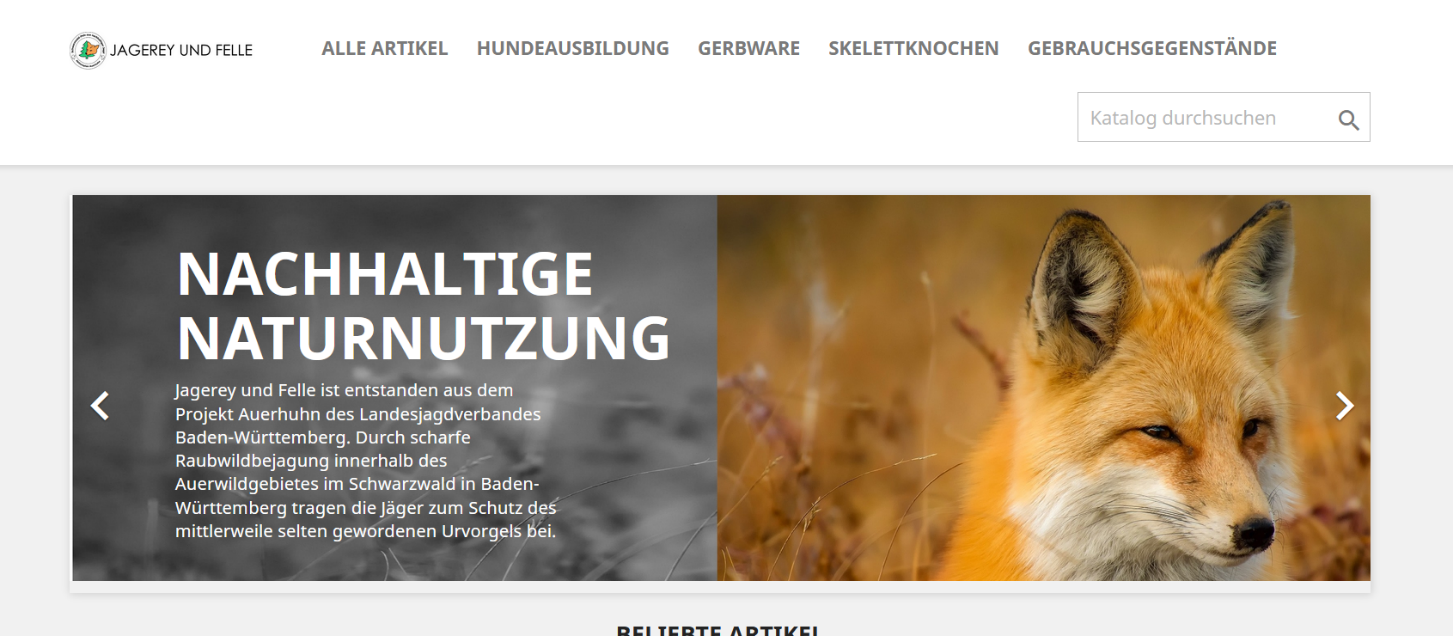 JAGEREY UND FELLE
ALLE ARTIKEL
HUNDEAUSBILDUNG
GERBWARE
SKELETTKNOCHEN
GEBRAUCHSGEGENSTÄNDE
Katalog durchsuchen
NACHHALTIGE
NATURNUTZUNG
Jagerey und Felle ist entstanden aus dem
Projekt Auerhuhn des Landesjagdverbandes
Baden-Württemberg. Durch scharfe
Raubwildbejagung innerhalb des
Auerwildgebietes im Schwarzwald in Baden-
Württemberg tragen die Jäger zum Schutz des
mittlerweile selten gewordenen Urvorgels bei.
BELIEBTE ARTIKEL